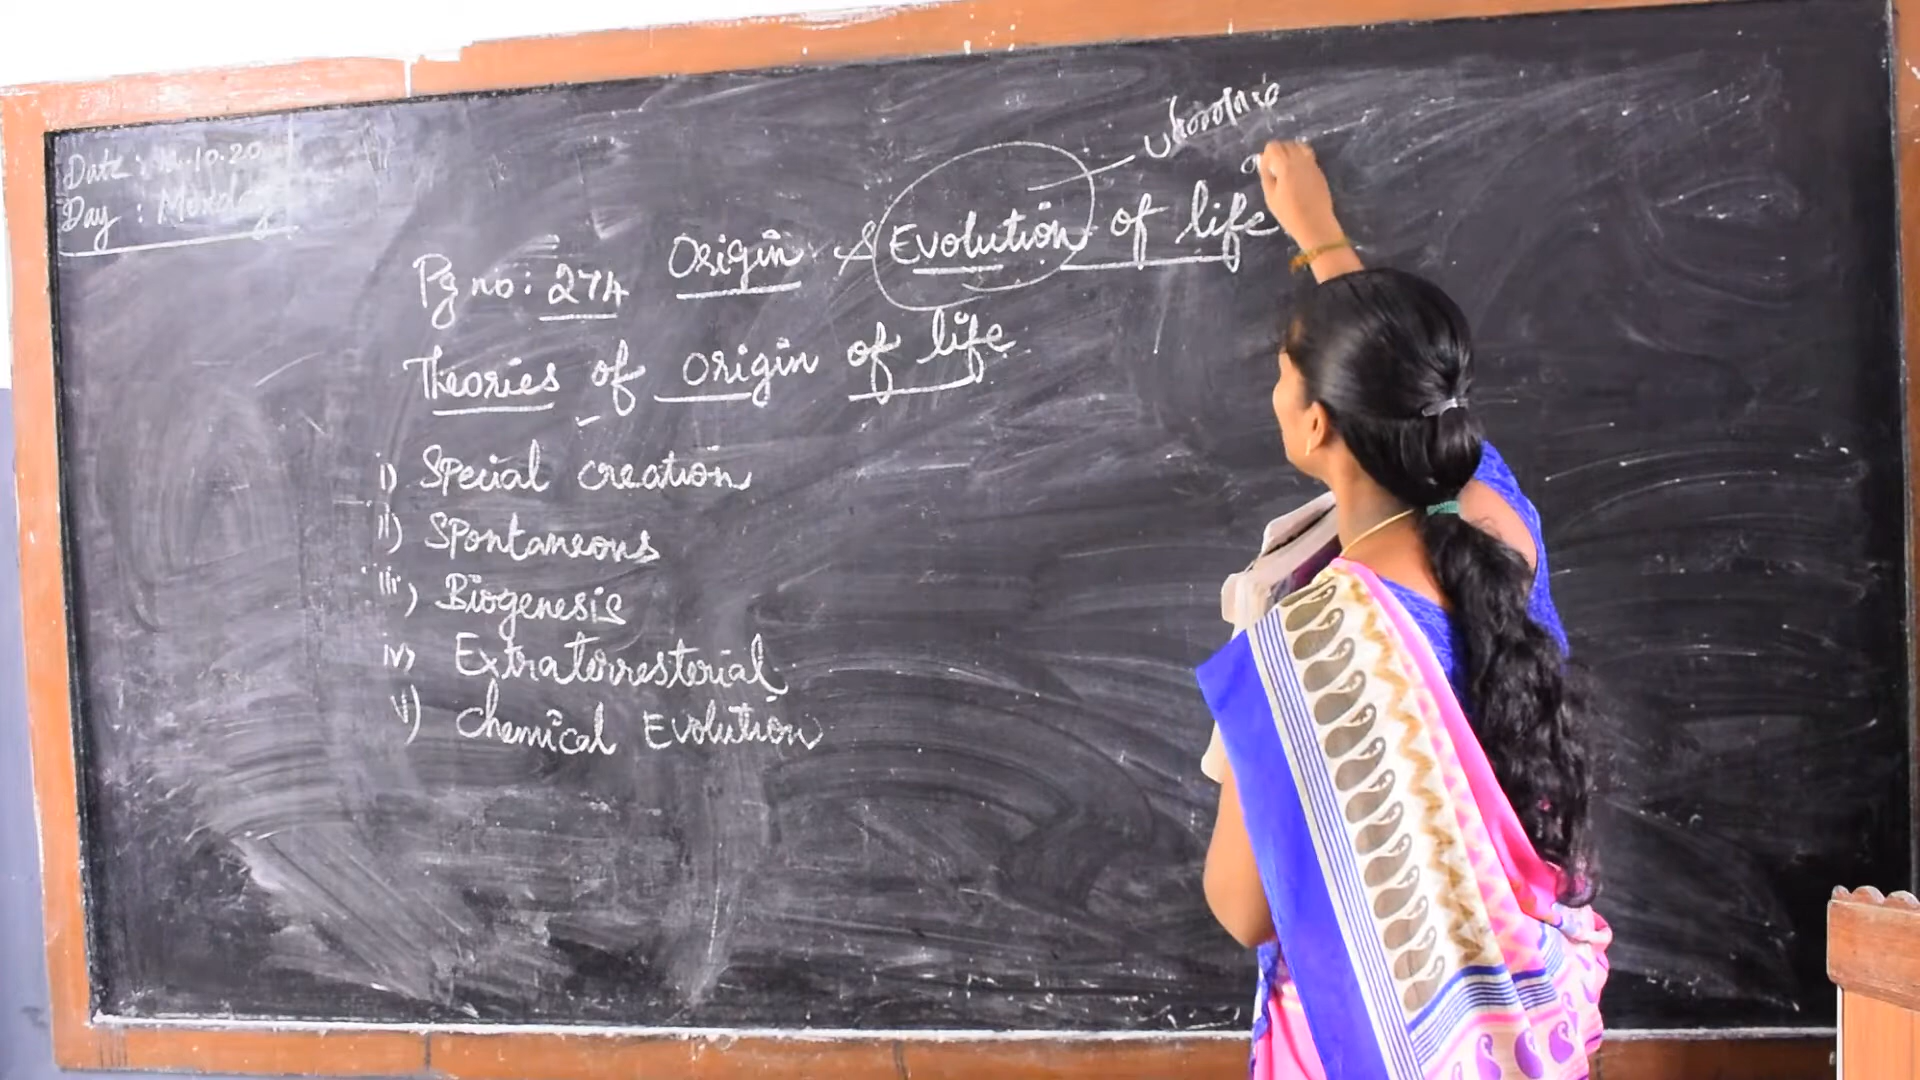 Date : 12.10.20
Day : Monday
Origin & Evolution of life
Pg no: 274
Theories of origin of life
i) Special creation
ii) Spontaneous
iii) Biogenesis
iv) Extraterresterial
v) Chemical Evolution